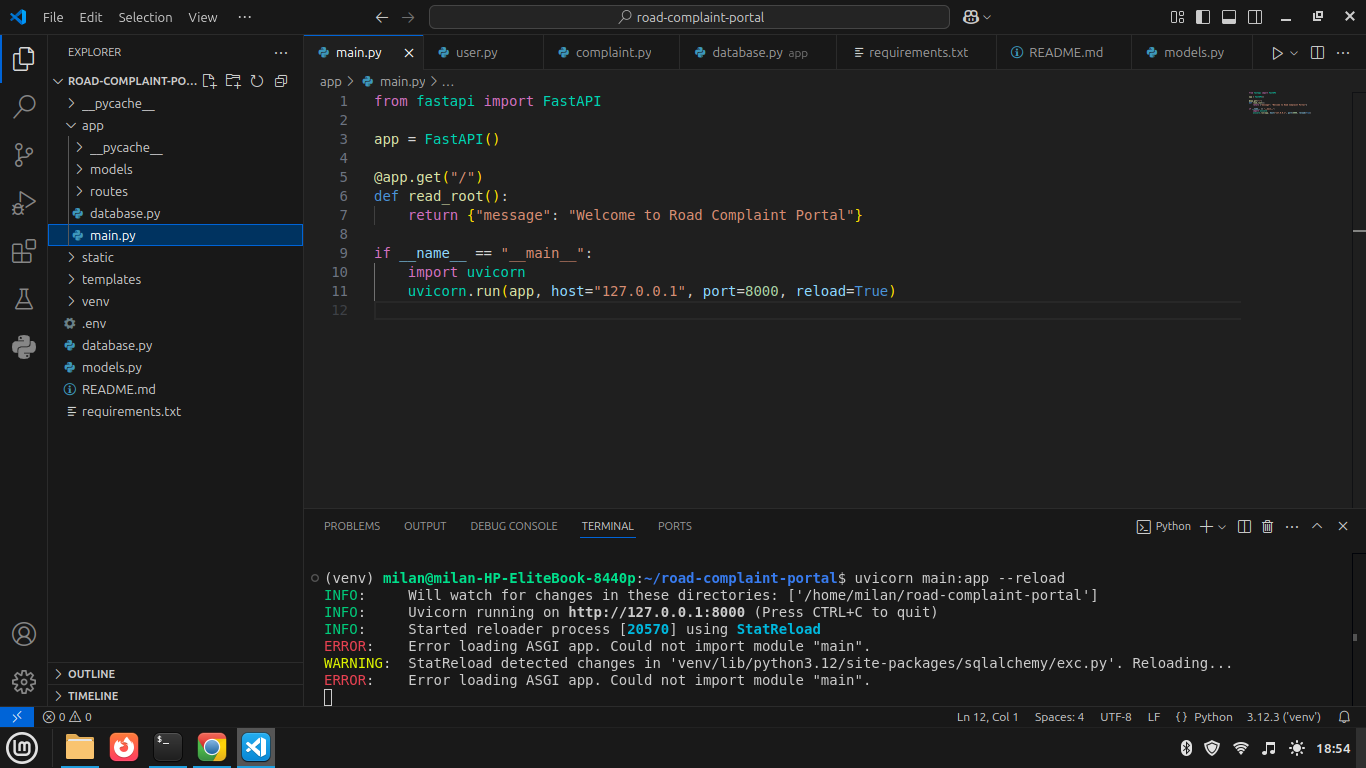 File Edit Selection View ··· road-complaint-portal
EXPLORER ···
ROAD-COMPLAINT-PO...
__pycache__
app
__pycache__
models
routes
database.py
main.py
static
templates
venv
.env
database.py
models.py
README.md
requirements.txt
OUTLINE
TIMELINE
main.py user.py complaint.py database.py app requirements.txt README.md models.py ···
app > main.py > ...
1 from fastapi import FastAPI
2
3 app = FastAPI()
4
5 @app.get("/")
6 def read_root():
7     return {"message": "Welcome to Road Complaint Portal"}
8
9 if __name__ == "__main__":
10     import uvicorn
11     uvicorn.run(app, host="127.0.0.1", port=8000, reload=True)
12
PROBLEMS OUTPUT DEBUG CONSOLE TERMINAL PORTS Python ···
(venv) milan@milan-HP-EliteBook-8440p:~/road-complaint-portal$ uvicorn main:app --reload
INFO:     Will watch for changes in these directories: ['/home/milan/road-complaint-portal']
INFO:     Uvicorn running on http://127.0.0.1:8000 (Press CTRL+C to quit)
INFO:     Started reloader process [20570] using StatReload
ERROR:    Error loading ASGI app. Could not import module "main".
WARNING:  StatReload detected changes in 'venv/lib/python3.12/site-packages/sqlalchemy/exc.py'. Reloading...
ERROR:    Error loading ASGI app. Could not import module "main".
0 0 Ln 12, Col 1 Spaces: 4 UTF-8 LF {} Python 3.12.3 ('venv')
18:54